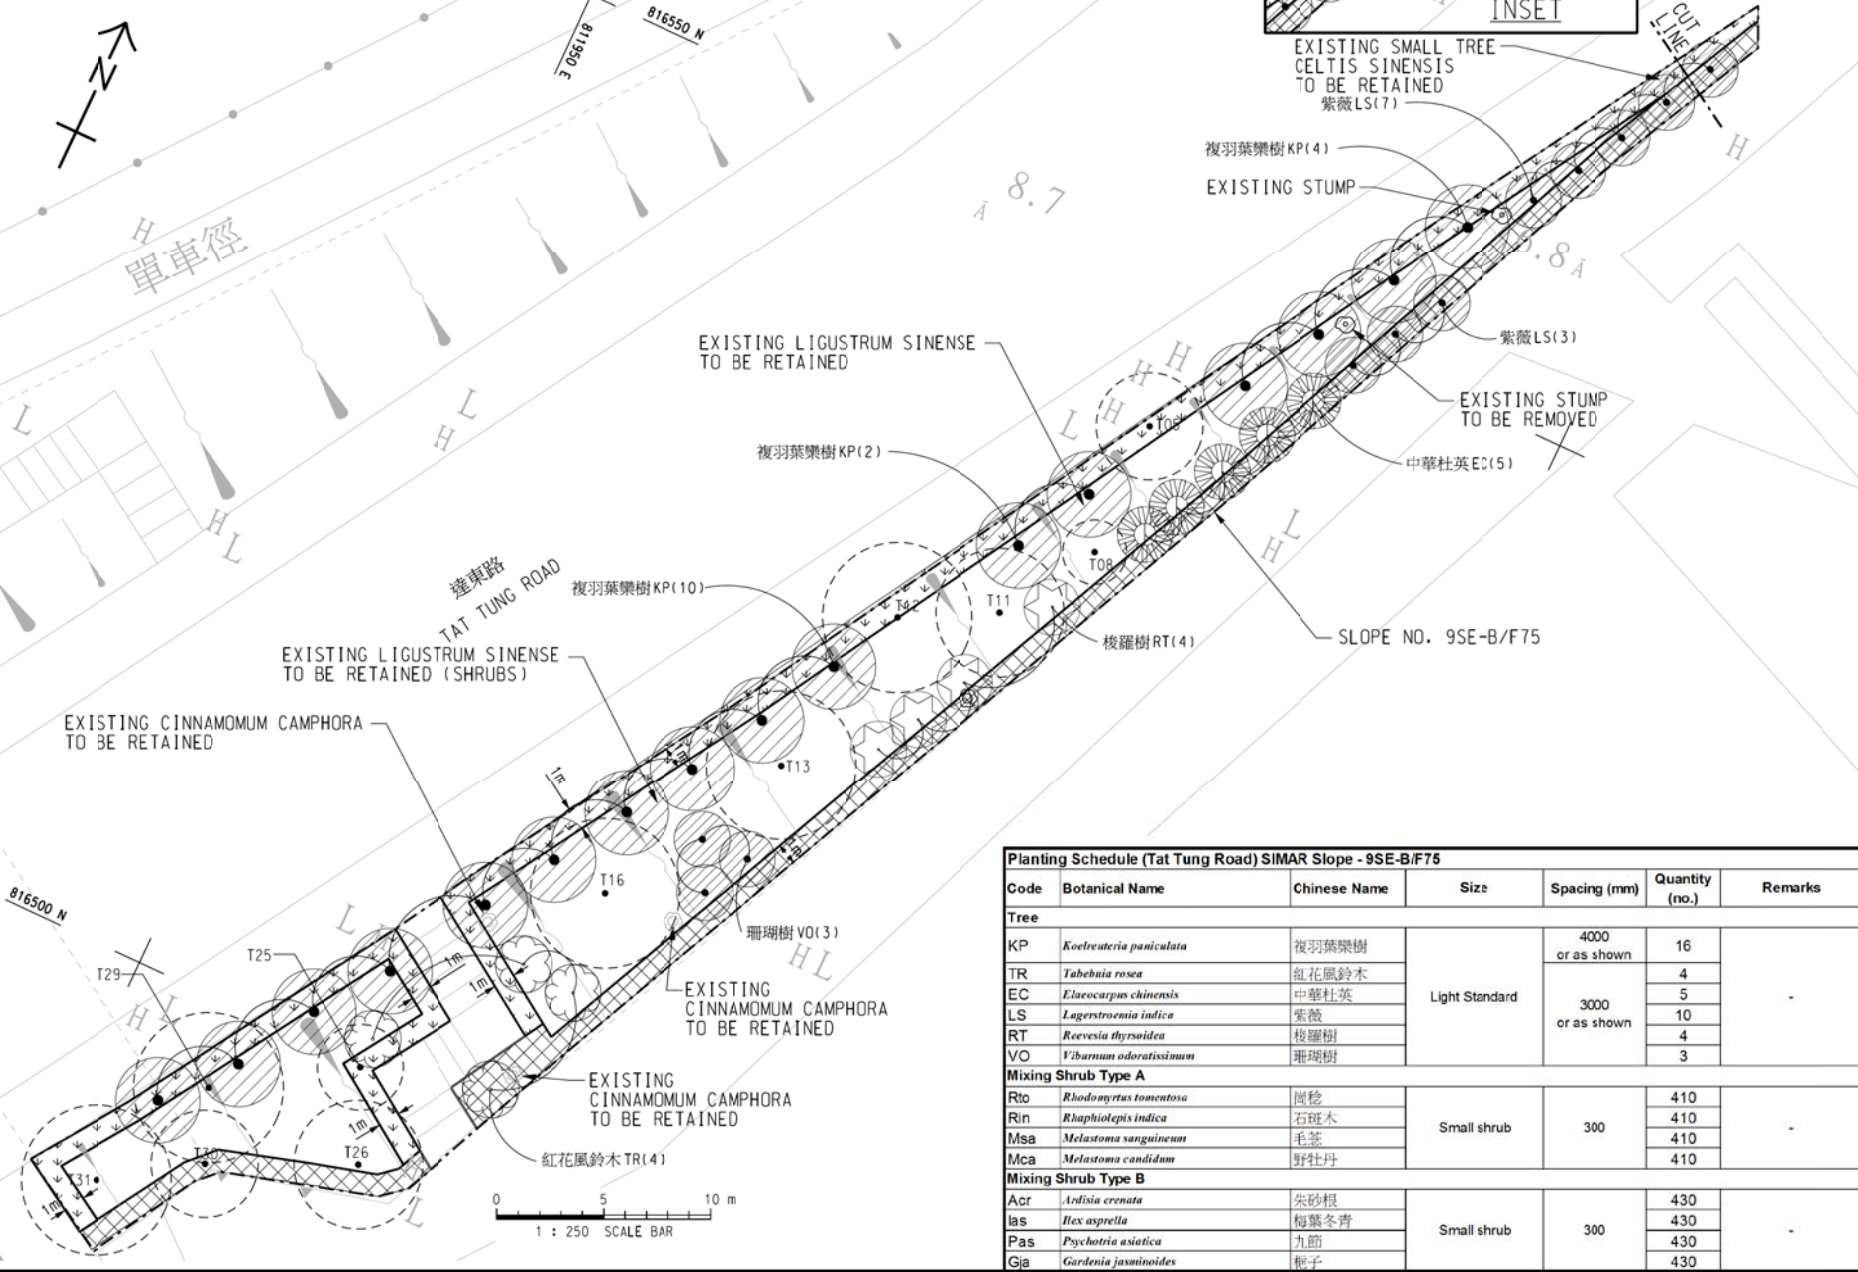 INSET
CUT
LINE
N
816550 N
811950 E
EXISTING SMALL TREE
CELTIS SINENSIS
TO BE RETAINED
紫薇LS(7)
複羽葉欒樹KP(4)
EXISTING STUMP
H
H
單車徑
8.7
EXISTING LIGUSTRUM SINENSE
TO BE RETAINED
紫薇LS(3)
EXISTING STUMP
TO BE REMOVED
H
H
L
H
L
L
H
T05
複羽葉欒樹KP(2)
中華杜英EC(5)
H
L
L
H
T08
達東路
TAT TUNG ROAD
複羽葉欒樹KP(10)
T12
T11
梭羅樹RT(4)
SLOPE NO. 9SE-B/F75
EXISTING LIGUSTRUM SINENSE
TO BE RETAINED (SHRUBS)
EXISTING CINNAMOMUM CAMPHORA
TO BE RETAINED
1m
1m
T13
1m
T16
816500 N
L
珊瑚樹VO(3)
H L
T25
T29
1m
1m
H
EXISTING
CINNAMOMUM CAMPHORA
TO BE RETAINED
EXISTING
CINNAMOMUM CAMPHORA
TO BE RETAINED
1m
T30
T26
紅花風鈴木TR(4)
T31
1m
L
0 5 10 m
1 : 250 SCALE BAR
Planting Schedule (Tat Tung Road) SIMAR Slope - 9SE-B/F75
Code Botanical Name Chinese Name Size Spacing (mm) Quantity (no.) Remarks
Tree
KP Koelreuteria paniculata 複羽葉欒樹 Light Standard 4000 or as shown 16 -
TR Tabebuia rosea 紅花風鈴木 3000 or as shown 4
EC Elaeocarpus chinensis 中華杜英 5
LS Lagerstroemia indica 紫薇 10
RT Reevesia thyrsoidea 梭羅樹 4
VO Viburnum odoratissimum 珊瑚樹 3
Mixing Shrub Type A
Rto Rhodomyrtus tomentosa 崗稔 Small shrub 300 410 -
Rin Rhaphiolepis indica 石斑木 410
Msa Melastoma sanguineum 毛菍 410
Mca Melastoma candidum 野牡丹 410
Mixing Shrub Type B
Acr Ardisia crenata 朱砂根 Small shrub 300 430 -
Ias Ilex asprella 梅葉冬青 430
Pas Psychotria asiatica 九節 430
Gja Gardenia jasminoides 梔子 430